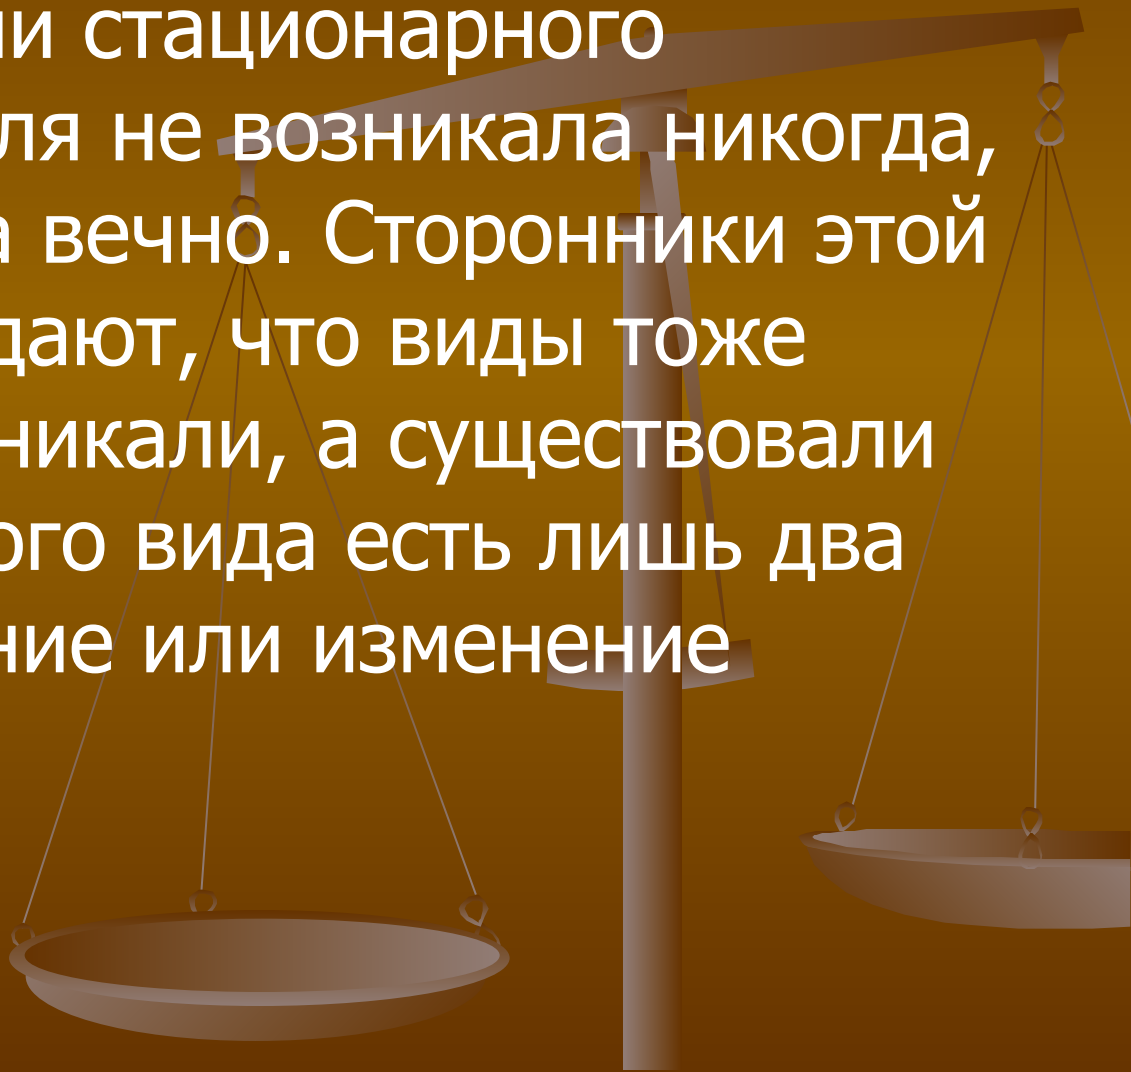 ии стационарного
ля не возникала никогда,
а вечно. Сторонники этой
дают, что виды тоже
никали, а существовали
ого вида есть лишь два
ние или изменение